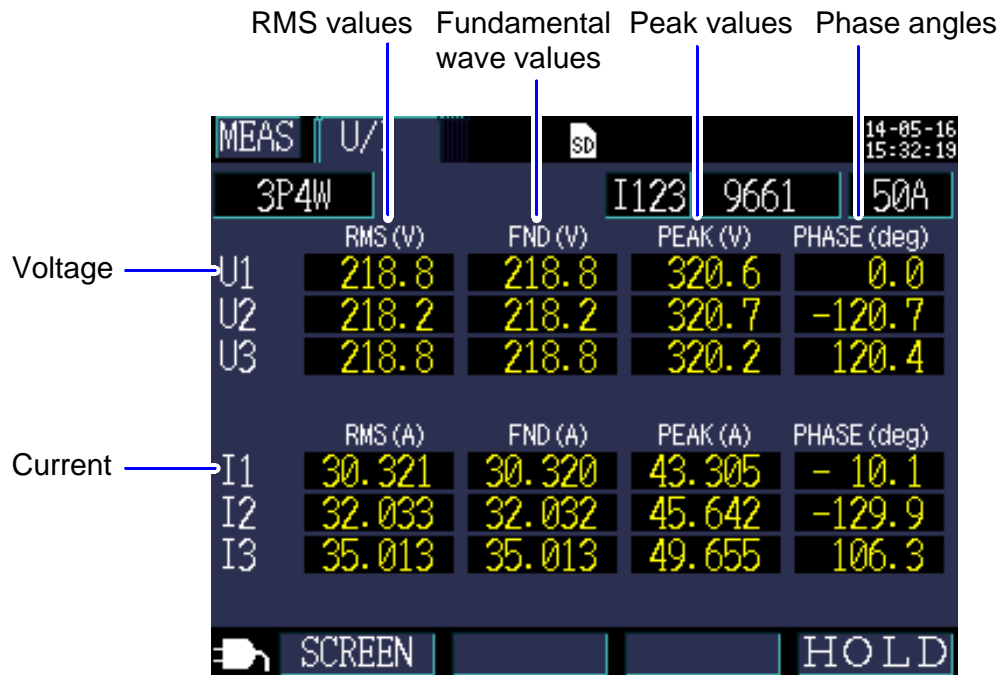 RMS values Fundamental wave values Peak values Phase angles
MEAS U/ SD 14-05-16
15:32:19
3P4W I123 9661 50A
RMS(V) FND(V) PEAK(V) PHASE(deg)
Voltage U1 218.8 218.8 320.6 0.0
U2 218.2 218.2 320.7 -120.7
U3 218.8 218.8 320.2 120.4
RMS(A) FND(A) PEAK(A) PHASE(deg)
Current I1 30.321 30.320 43.305 - 10.1
I2 32.033 32.032 45.642 -129.9
I3 35.013 35.013 49.655 106.3
SCREEN HOLD